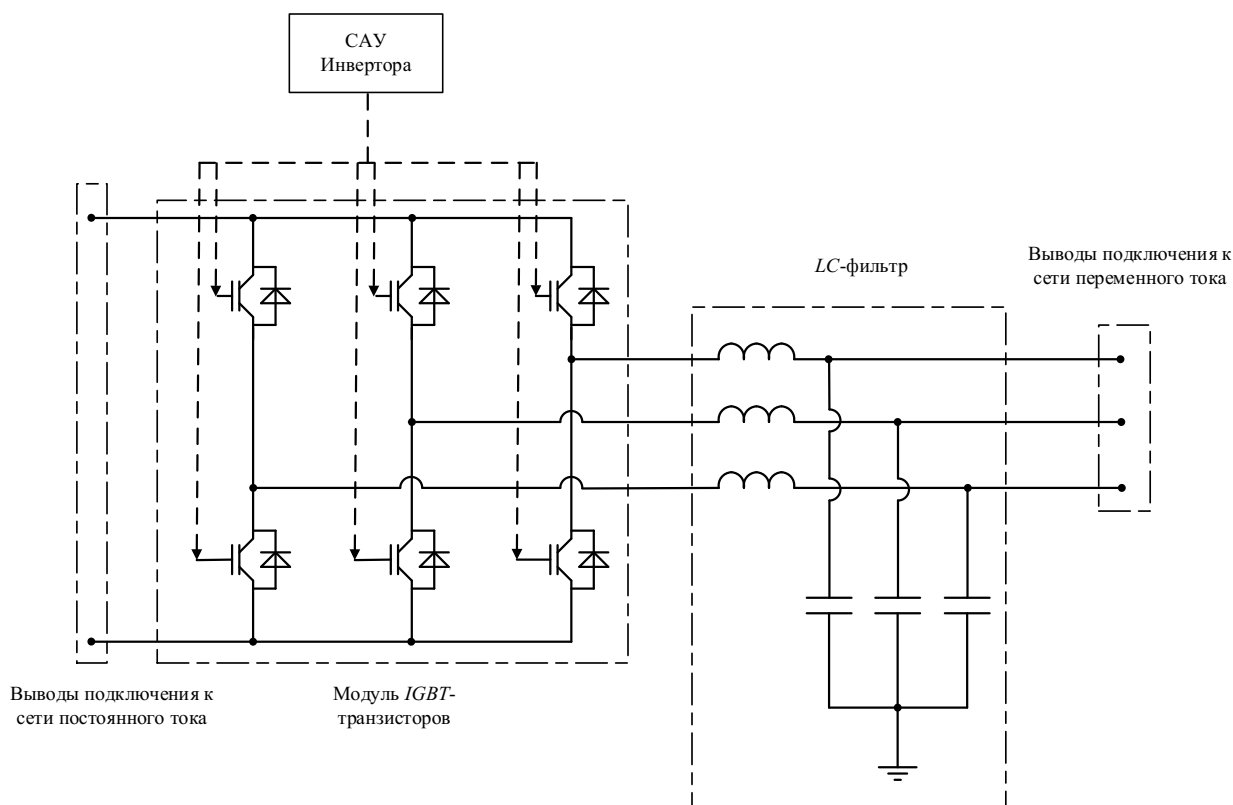 САУ
Инвертора
LC-фильтр
Выводы подключения к
сети переменного тока
Выводы подключения к
сети постоянного тока
Модуль IGBT-
транзисторов